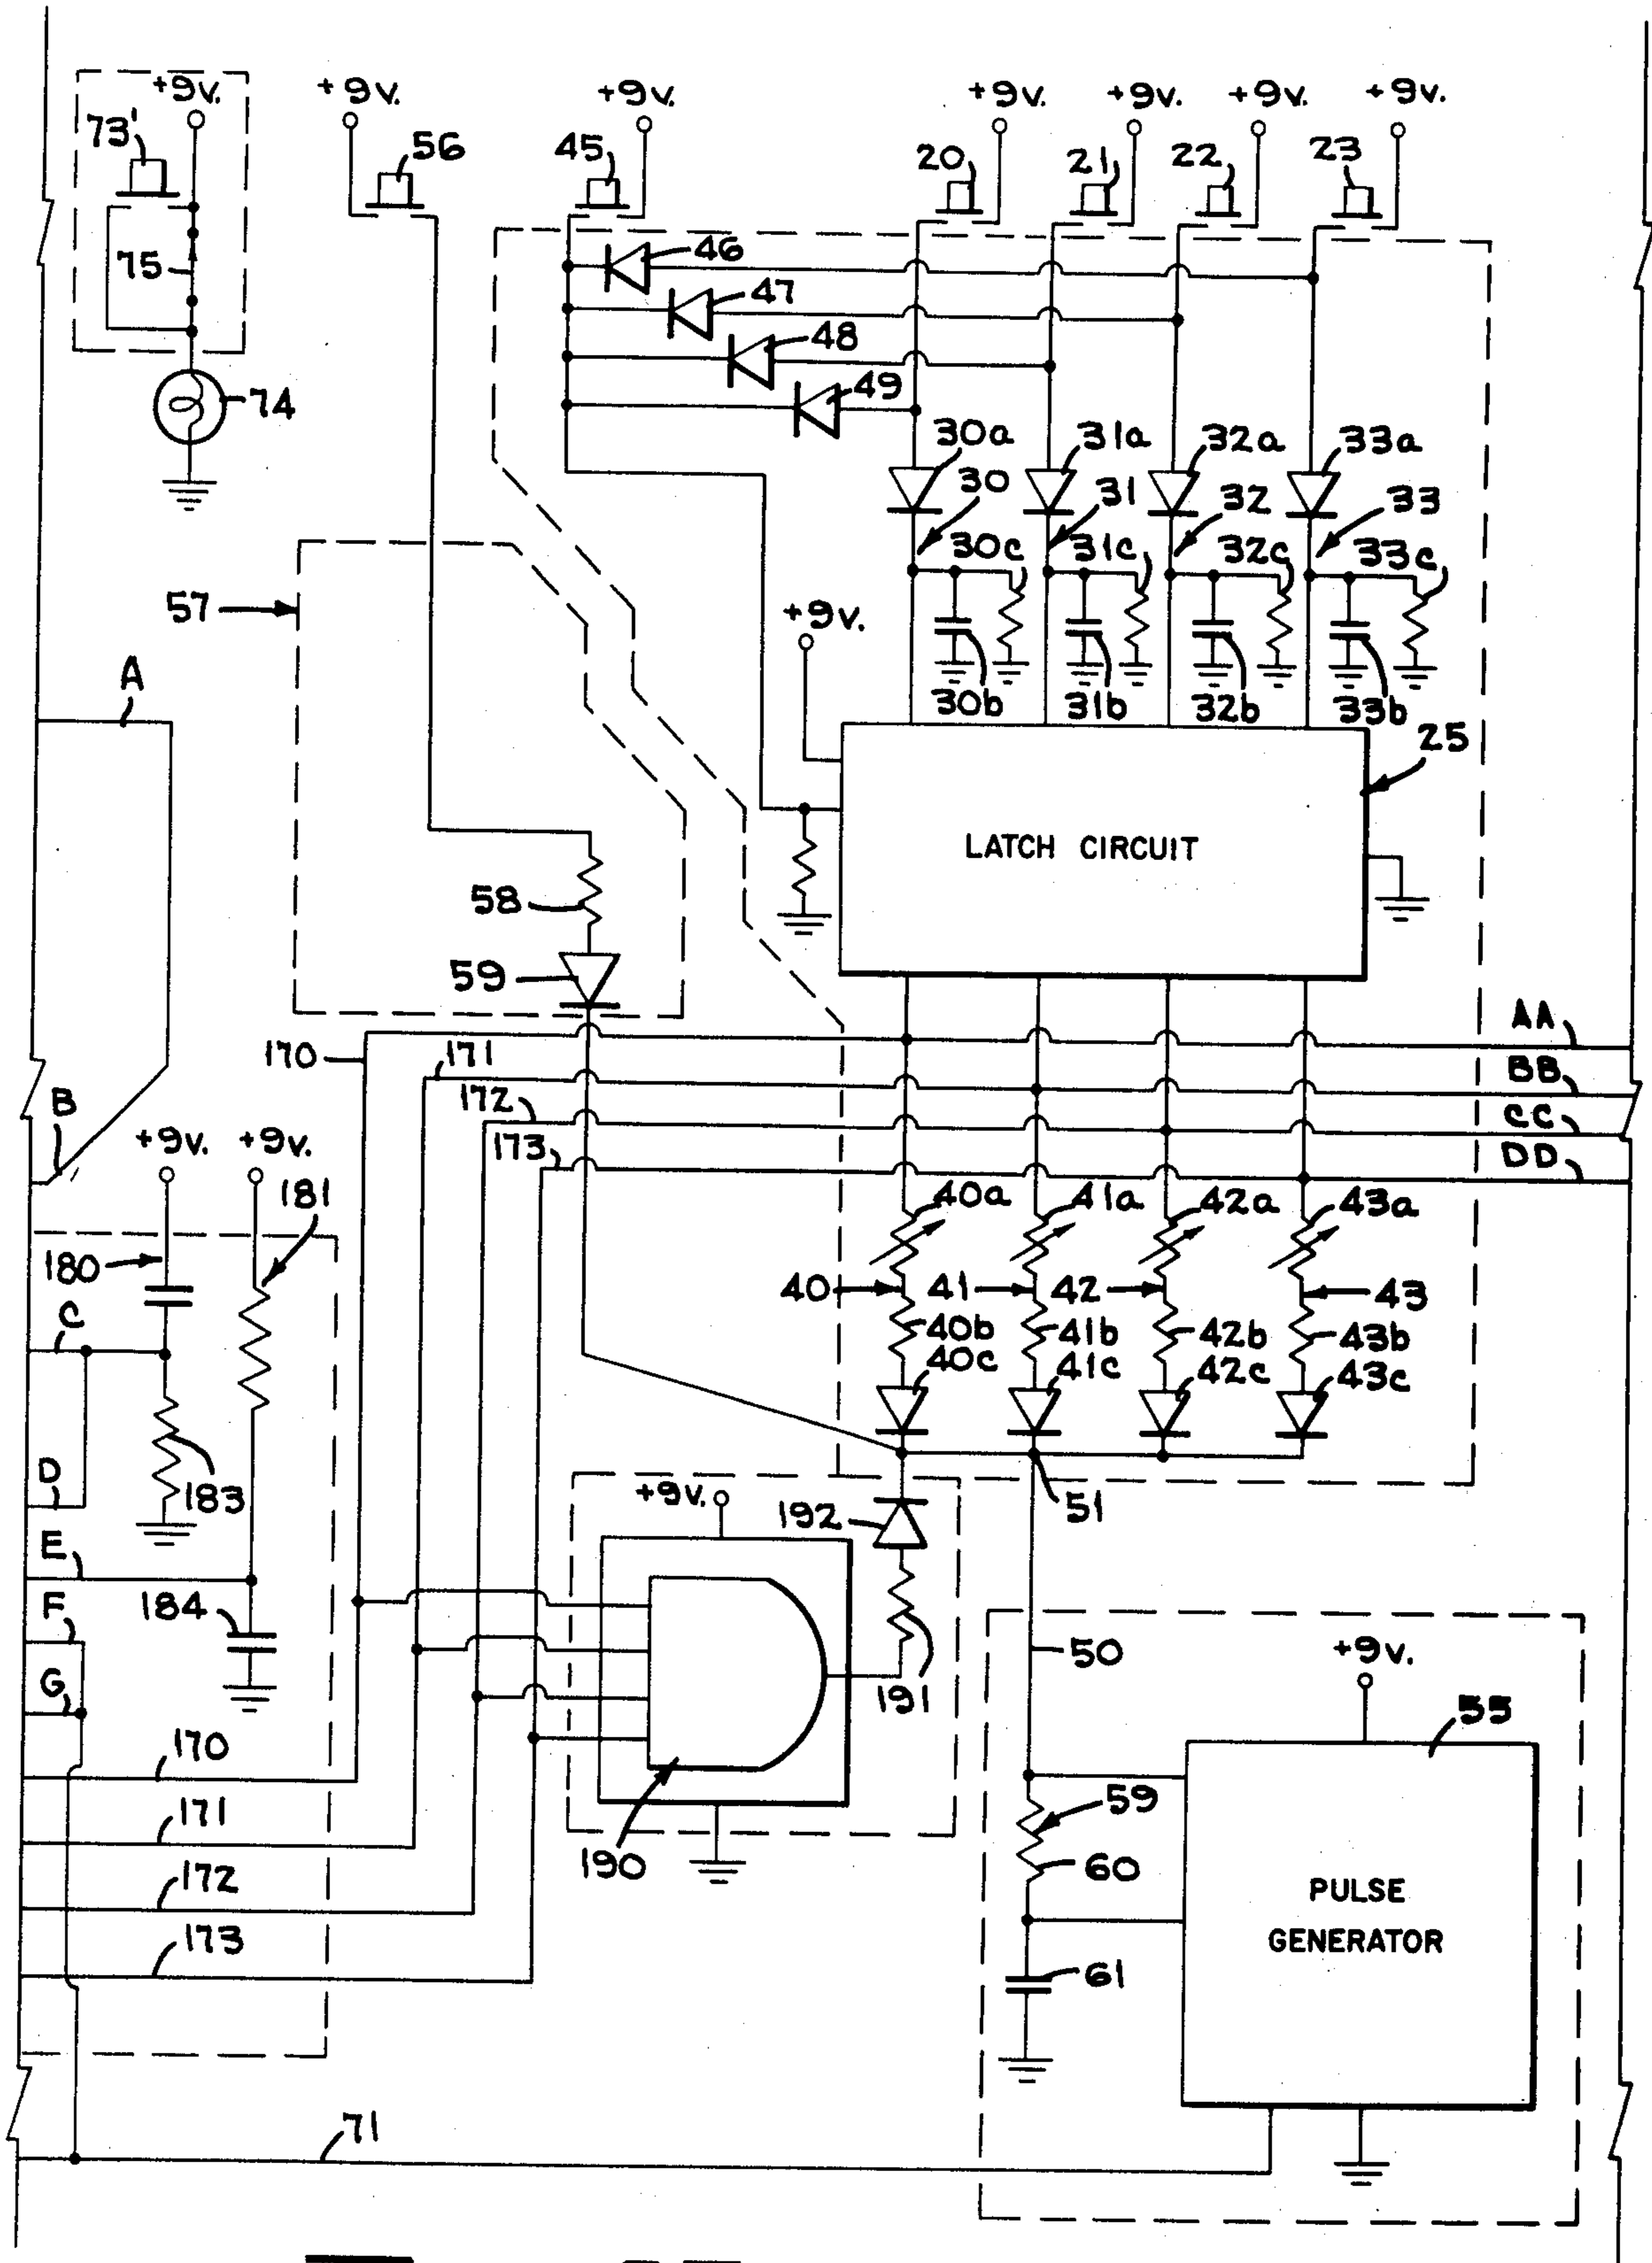 +9v. +9v. +9v. +9v. +9v. +9v. +9v.
73' 56 45 20 21 22 23
75 46
47
48
74 49
30a 31a 32a 33a
30 31 32 33
30c 31c 32c 33c
57 +9v.
30b 31b 32b 33b
A
25
LATCH CIRCUIT
58
59
AA
170 171 BB
B 172 CC
+9v. +9v. 173 DD
181 40a 41a 42a 43a
180 40 41 42 43
C 40b 41b 42b 43b
40c 41c 42c 43c
D 183 +9v. 192 51
E
F 184
50 +9v.
G 191 55
170
59
171 190 60
172 PULSE
GENERATOR
173
61
71